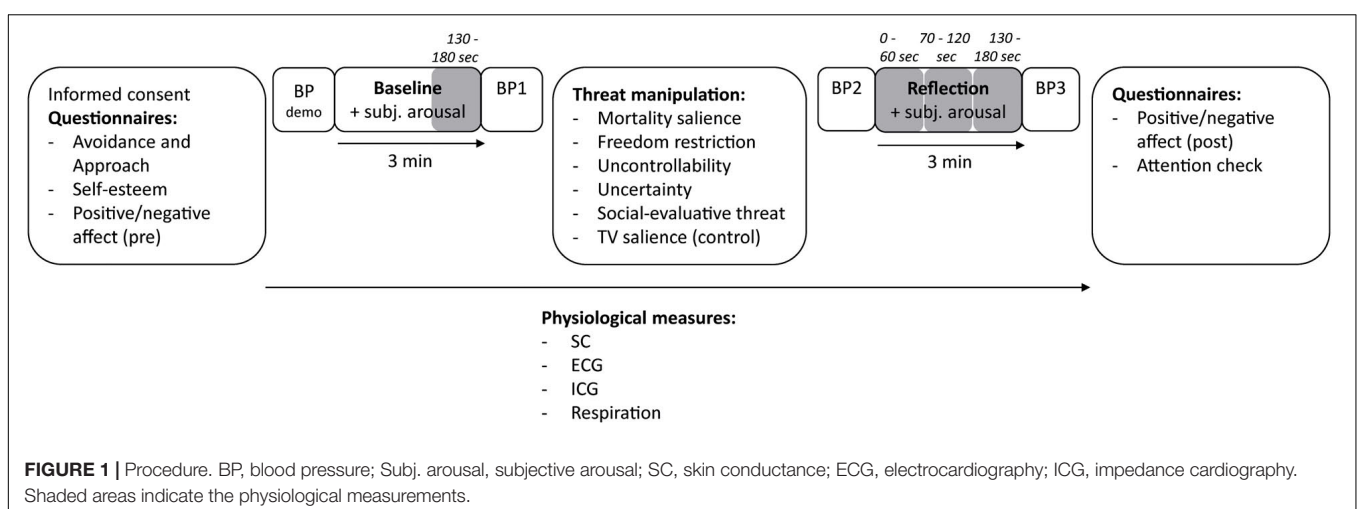 Informed consent
Questionnaires:
- Avoidance and
Approach
- Self-esteem
- Positive/negative
affect (pre)
BP
demo
130 -
180 sec
Baseline
+ subj. arousal
3 min
BP1
Threat manipulation:
- Mortality salience
- Freedom restriction
- Uncontrollability
- Uncertainty
- Social-evaluative threat
- TV salience (control)
BP2
0 -
60 sec
70 - 120
sec
130 -
180 sec
Reflection
+ subj. arousal
3 min
BP3
Questionnaires:
- Positive/negative
affect (post)
- Attention check
Physiological measures:
- SC
- ECG
- ICG
- Respiration
FIGURE 1 | Procedure. BP, blood pressure; Subj. arousal, subjective arousal; SC, skin conductance; ECG, electrocardiography; ICG, impedance cardiography.
Shaded areas indicate the physiological measurements.